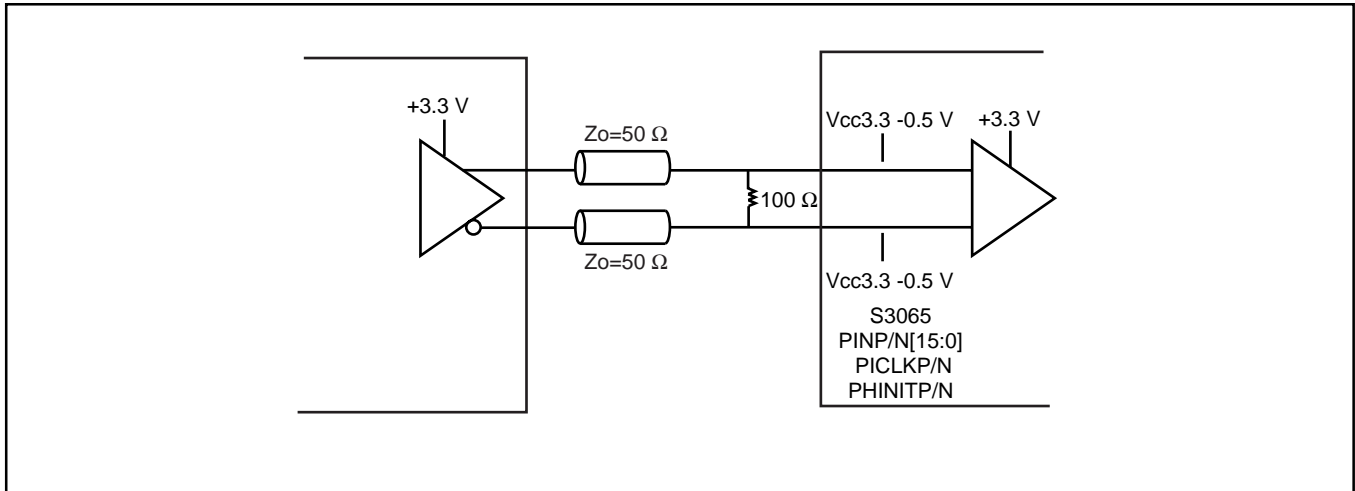 +3.3 V
Zo=50 Ω
Vcc3.3 -0.5 V
+3.3 V
100 Ω
Zo=50 Ω
Vcc3.3 -0.5 V
S3065
PINP/N[15:0]
PICLKP/N
PHINITP/N